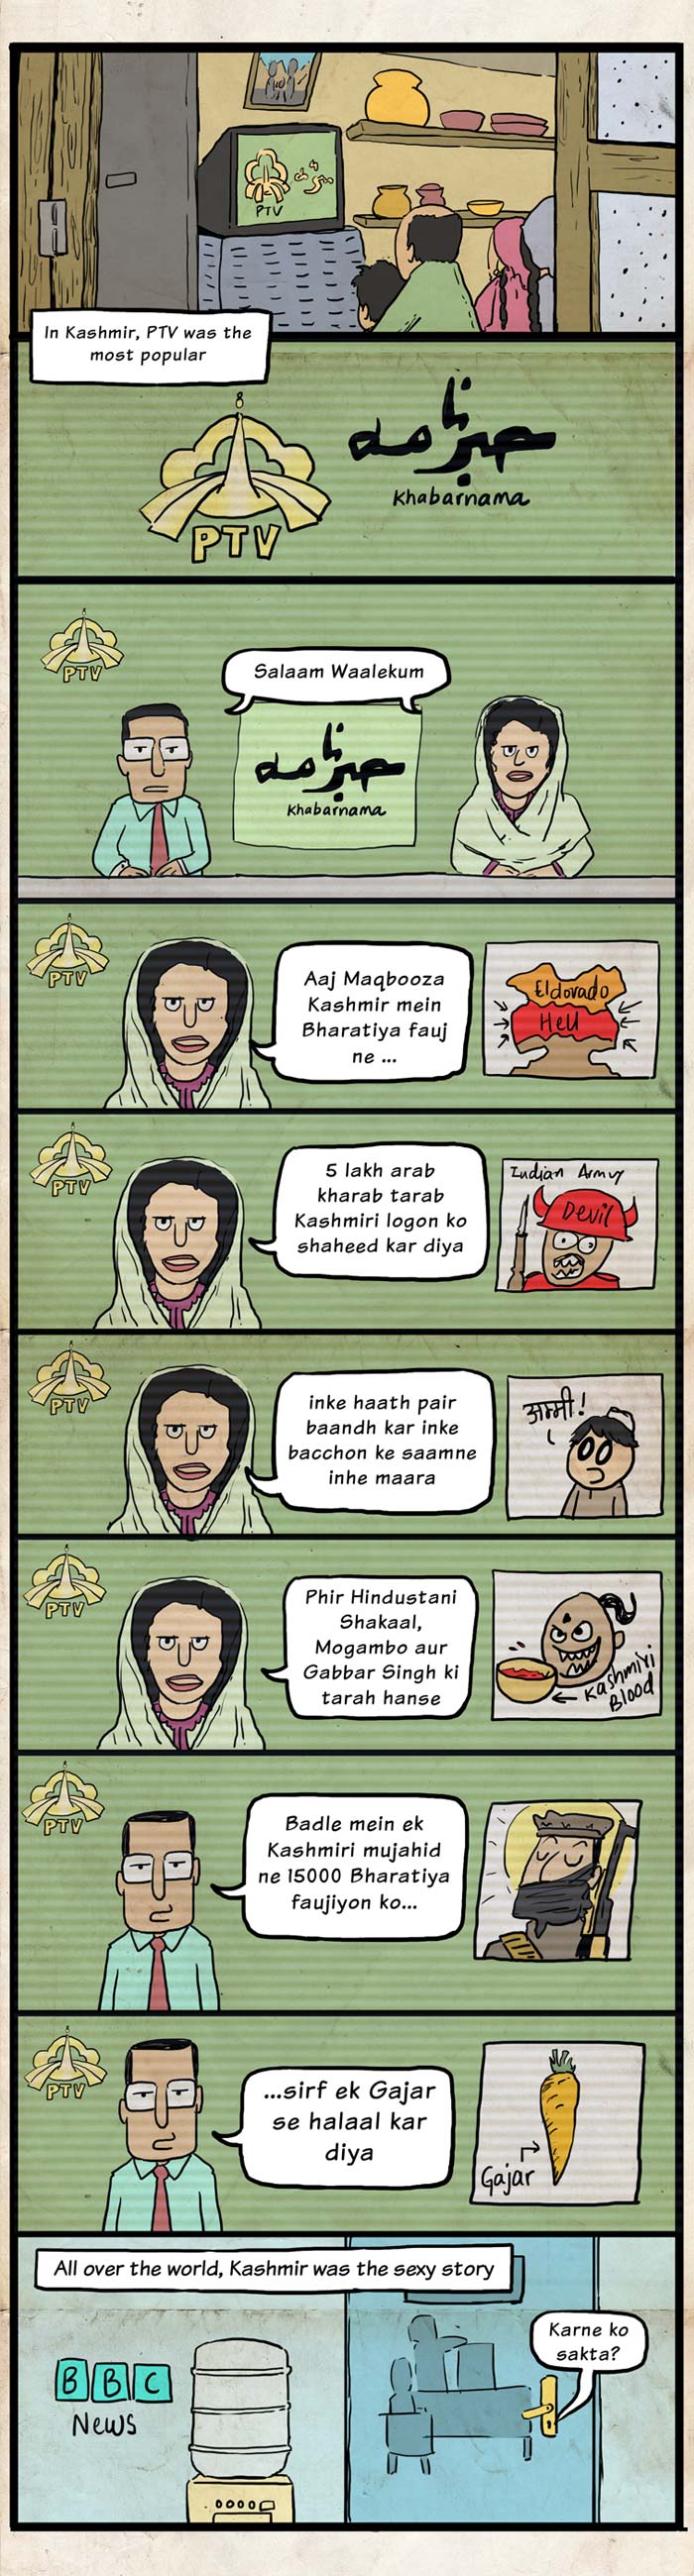 PTV
In Kashmir, PTV was the
most popular
خبرنامہ
khabarnama
PTV
PTV
Salaam Waalekum
خبرنامہ
khabarnama
PTV
Aaj Maqbooza
Kashmir mein
Bharatiya fauj
ne ...
Eldorado
Hell
PTV
5 lakh arab
kharab tarab
Kashmiri logon ko
shaheed kar diya
Indian Army
Devil
PTV
inke haath pair
baandh kar inke
bacchon ke saamne
inhe maara
अम्मी!
PTV
Phir Hindustani
Shakaal,
Mogambo aur
Gabbar Singh ki
tarah hanse
Kashmiri
Blood
PTV
Badle mein ek
Kashmiri mujahid
ne 15000 Bharatiya
faujiyon ko...
PTV
...sirf ek Gajar
se halaal kar
diya
Gajar
All over the world, Kashmir was the sexy story
Karne ko
sakta?
BBC
News